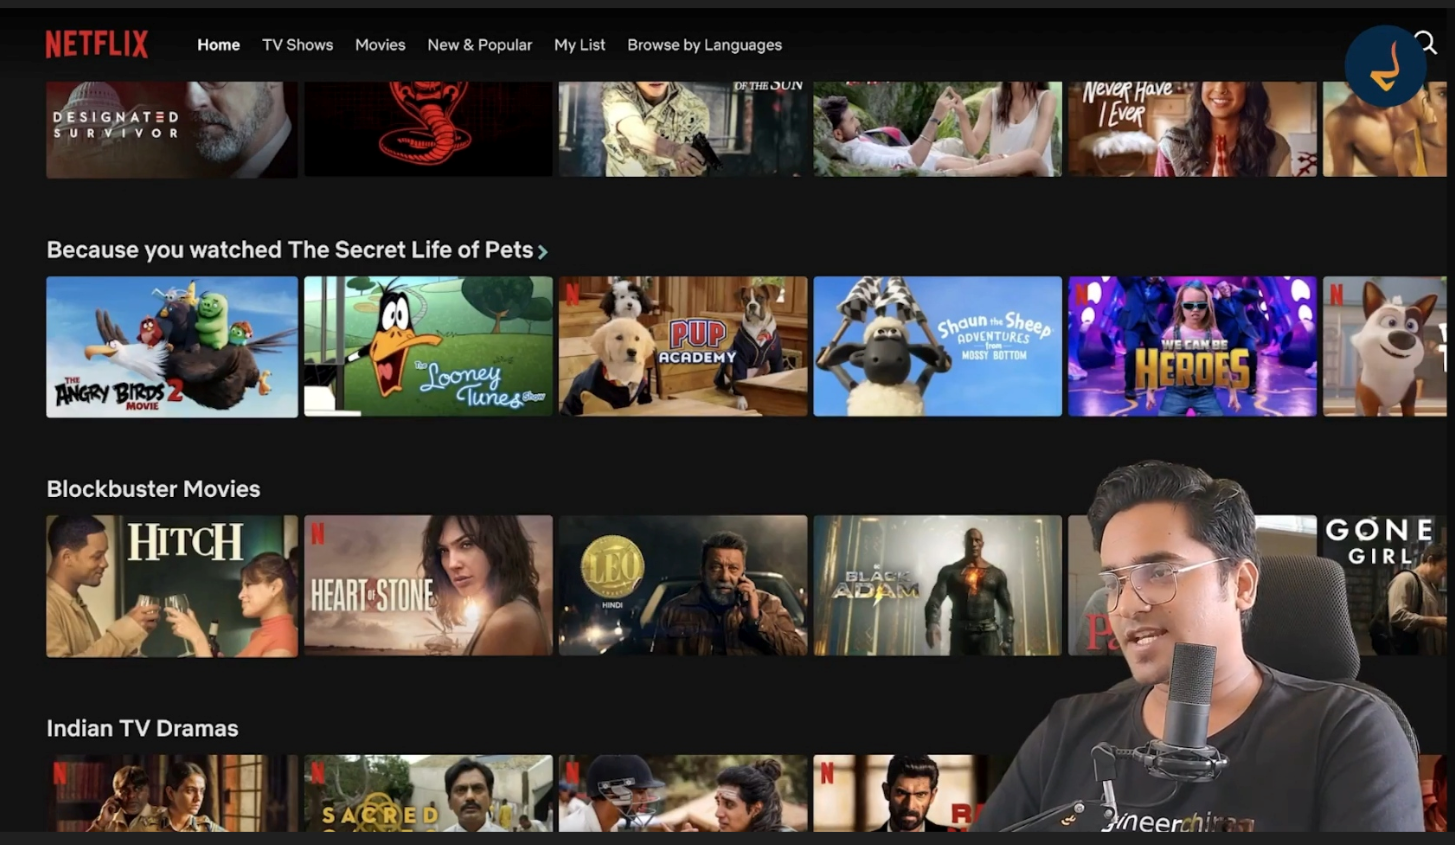 NETFLIX Home TV Shows Movies New & Popular My List Browse by Languages
DESIGNATED
SURVIVOR
OF THE SUN
NEVER HAVE
I EVER
Because you watched The Secret Life of Pets >
THE
ANGRY BIRDS 2
MOVIE
The
Looney
Tunes Show
N
PUP
ACADEMY
Shaun the Sheep
ADVENTURES
from
MOSSY BOTTOM
N
WE CAN BE
HEROES
N
Blockbuster Movies
HITCH
N
HEART OF STONE
LEO
HINDI
BLACK
ADAM
GONE
GIRL
Indian TV Dramas
N
N
SACRED
N
N